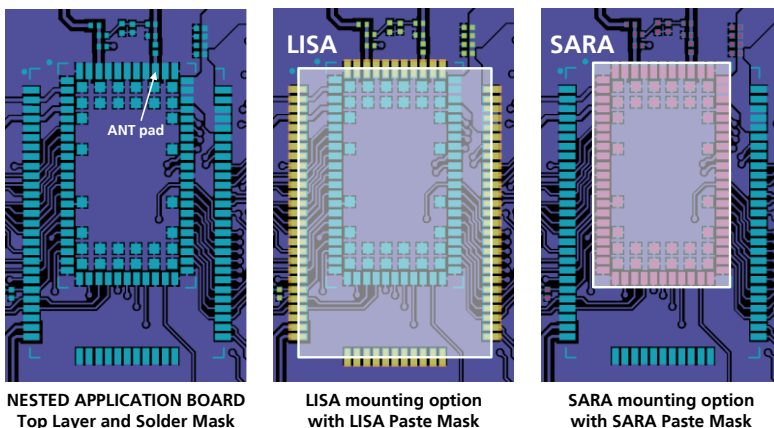 LISA
SARA
ANT pad
NESTED APPLICATION BOARD
Top Layer and Solder Mask
LISA mounting option
with LISA Paste Mask
SARA mounting option
with SARA Paste Mask